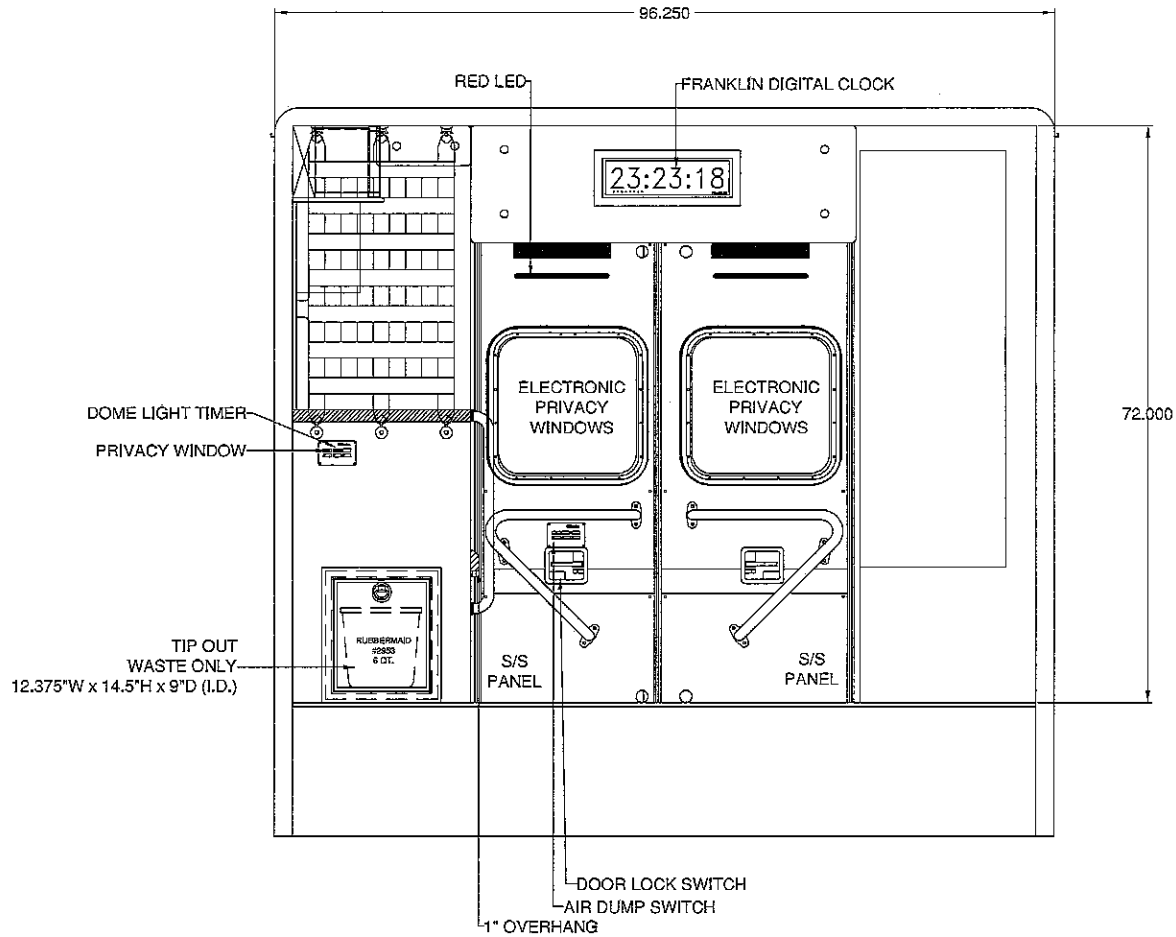 96.250
RED LED
FRANKLIN DIGITAL CLOCK
23:23:18
ELECTRONIC
PRIVACY
WINDOWS
ELECTRONIC
PRIVACY
WINDOWS
72.000
DOME LIGHT TIMER
PRIVACY WINDOW
RUBBERMAID
#2953
6 QT.
TIP OUT
WASTE ONLY
12.375"W x 14.5"H x 9"D (I.D.)
S/S
PANEL
S/S
PANEL
DOOR LOCK SWITCH
AIR DUMP SWITCH
1" OVERHANG